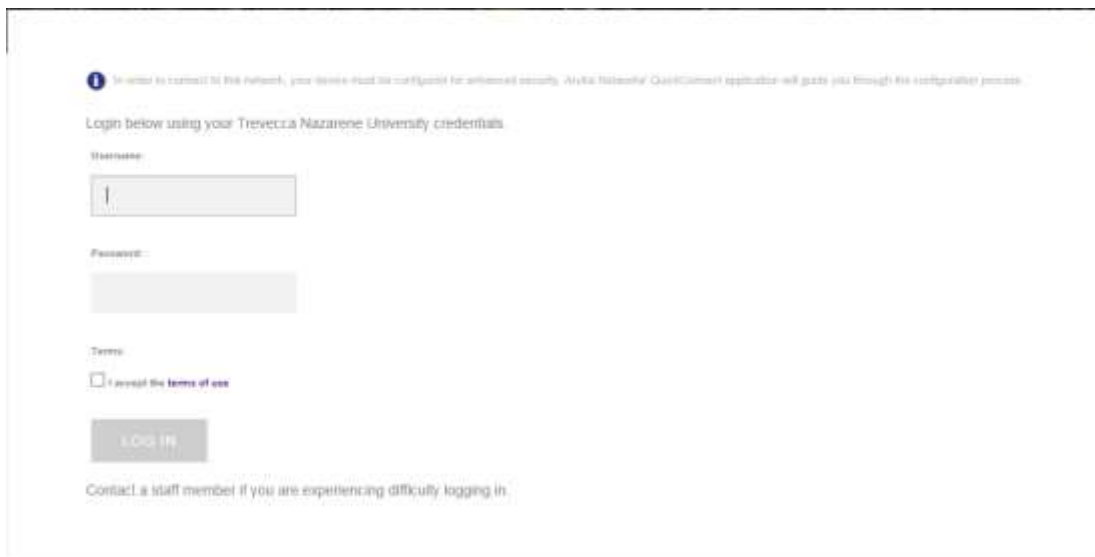 In order to connect to this network, your device must be configured for enhanced security. Aruba Networks' QuickConnect application will guide you through the configuration process.
Login below using your Trevecca Nazarene University credentials.
Username:
Password:
Terms:
I accept the terms of use
LOG IN
Contact a staff member if you are experiencing difficulty logging in.